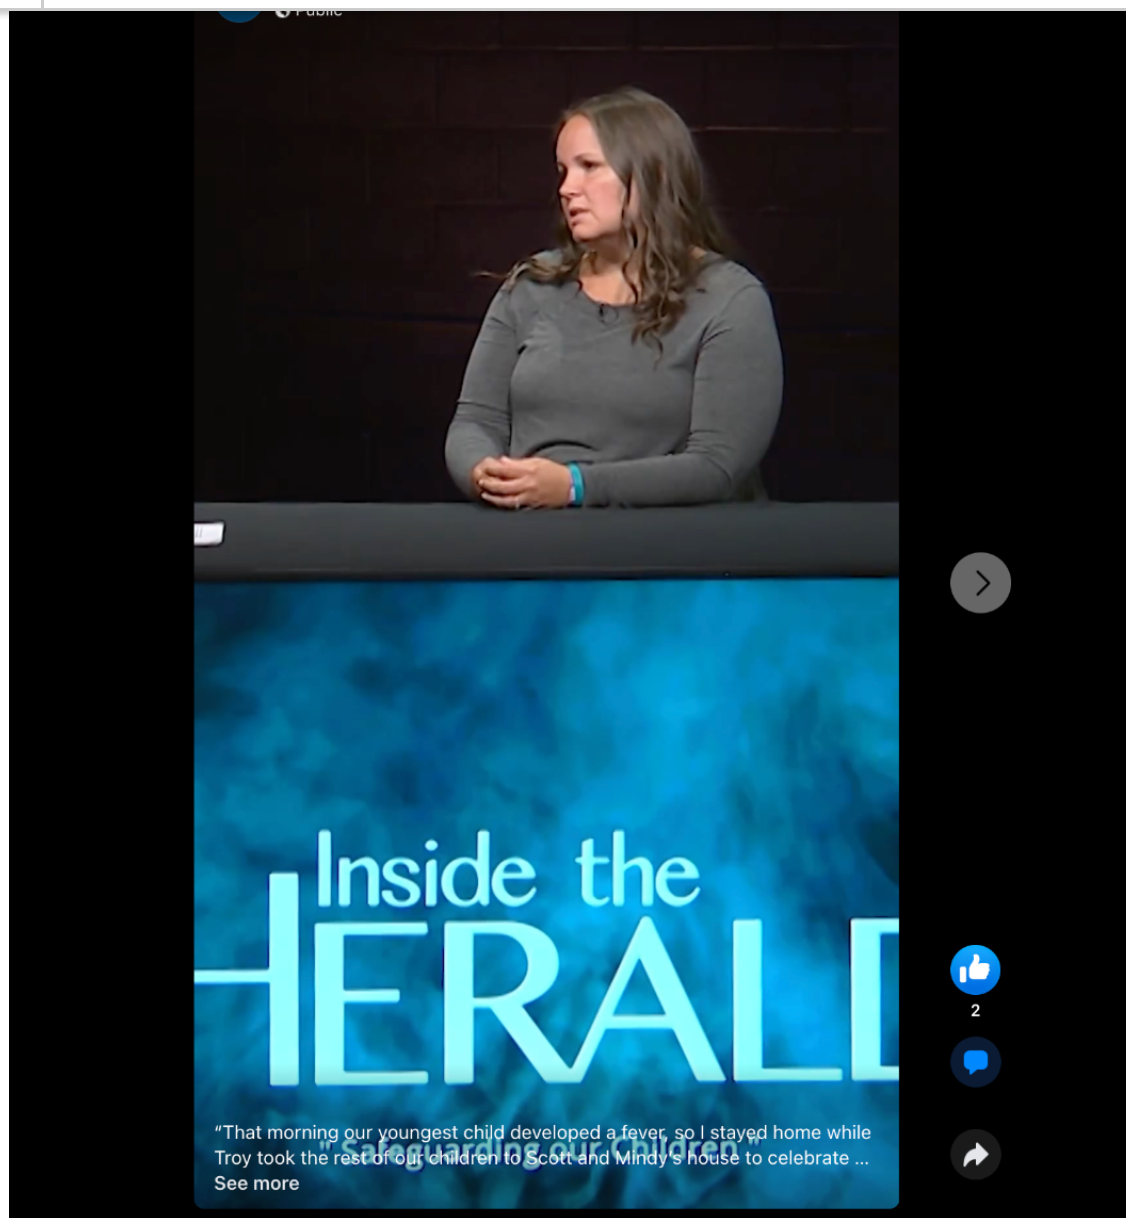 Public
Inside the
HERALD
" Safeguarding our Children "
“That morning our youngest child developed a fever, so I stayed home while
Troy took the rest of our children to Scott and Mindy's house to celebrate ...
See more
2